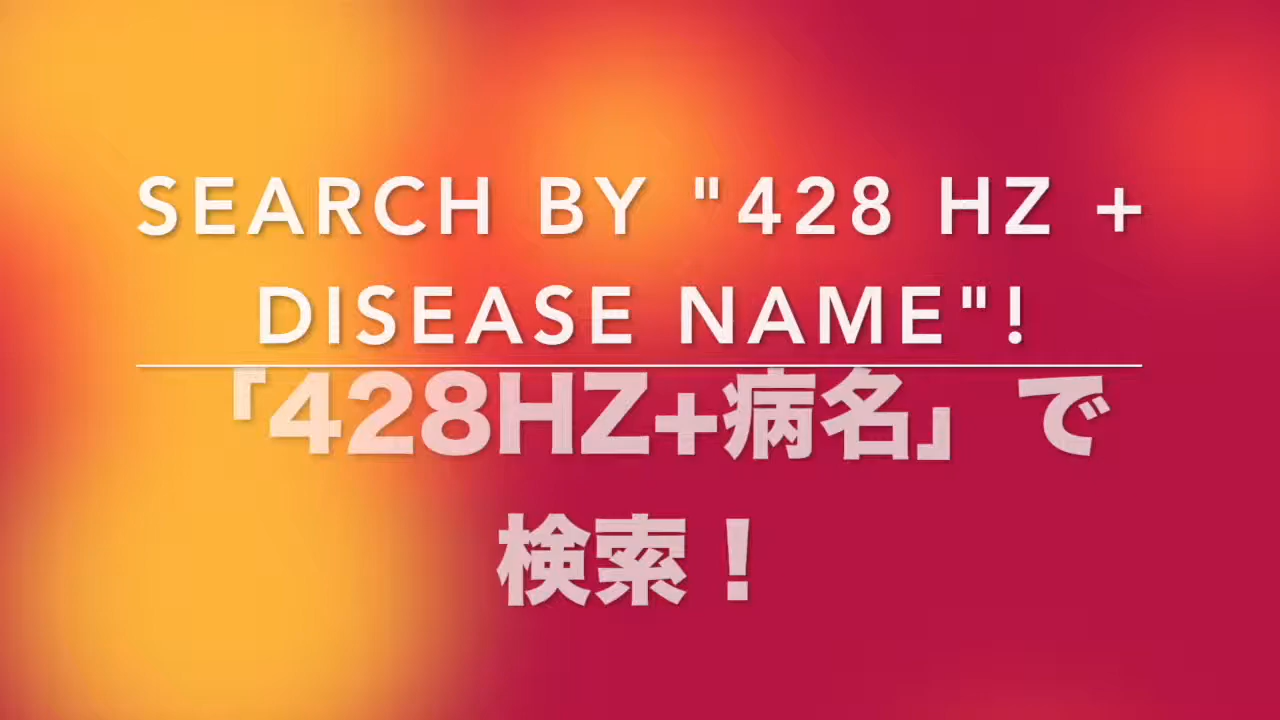 SEARCH BY "428 HZ +
DISEASE NAME"!
「428HZ+病名」で
検索！